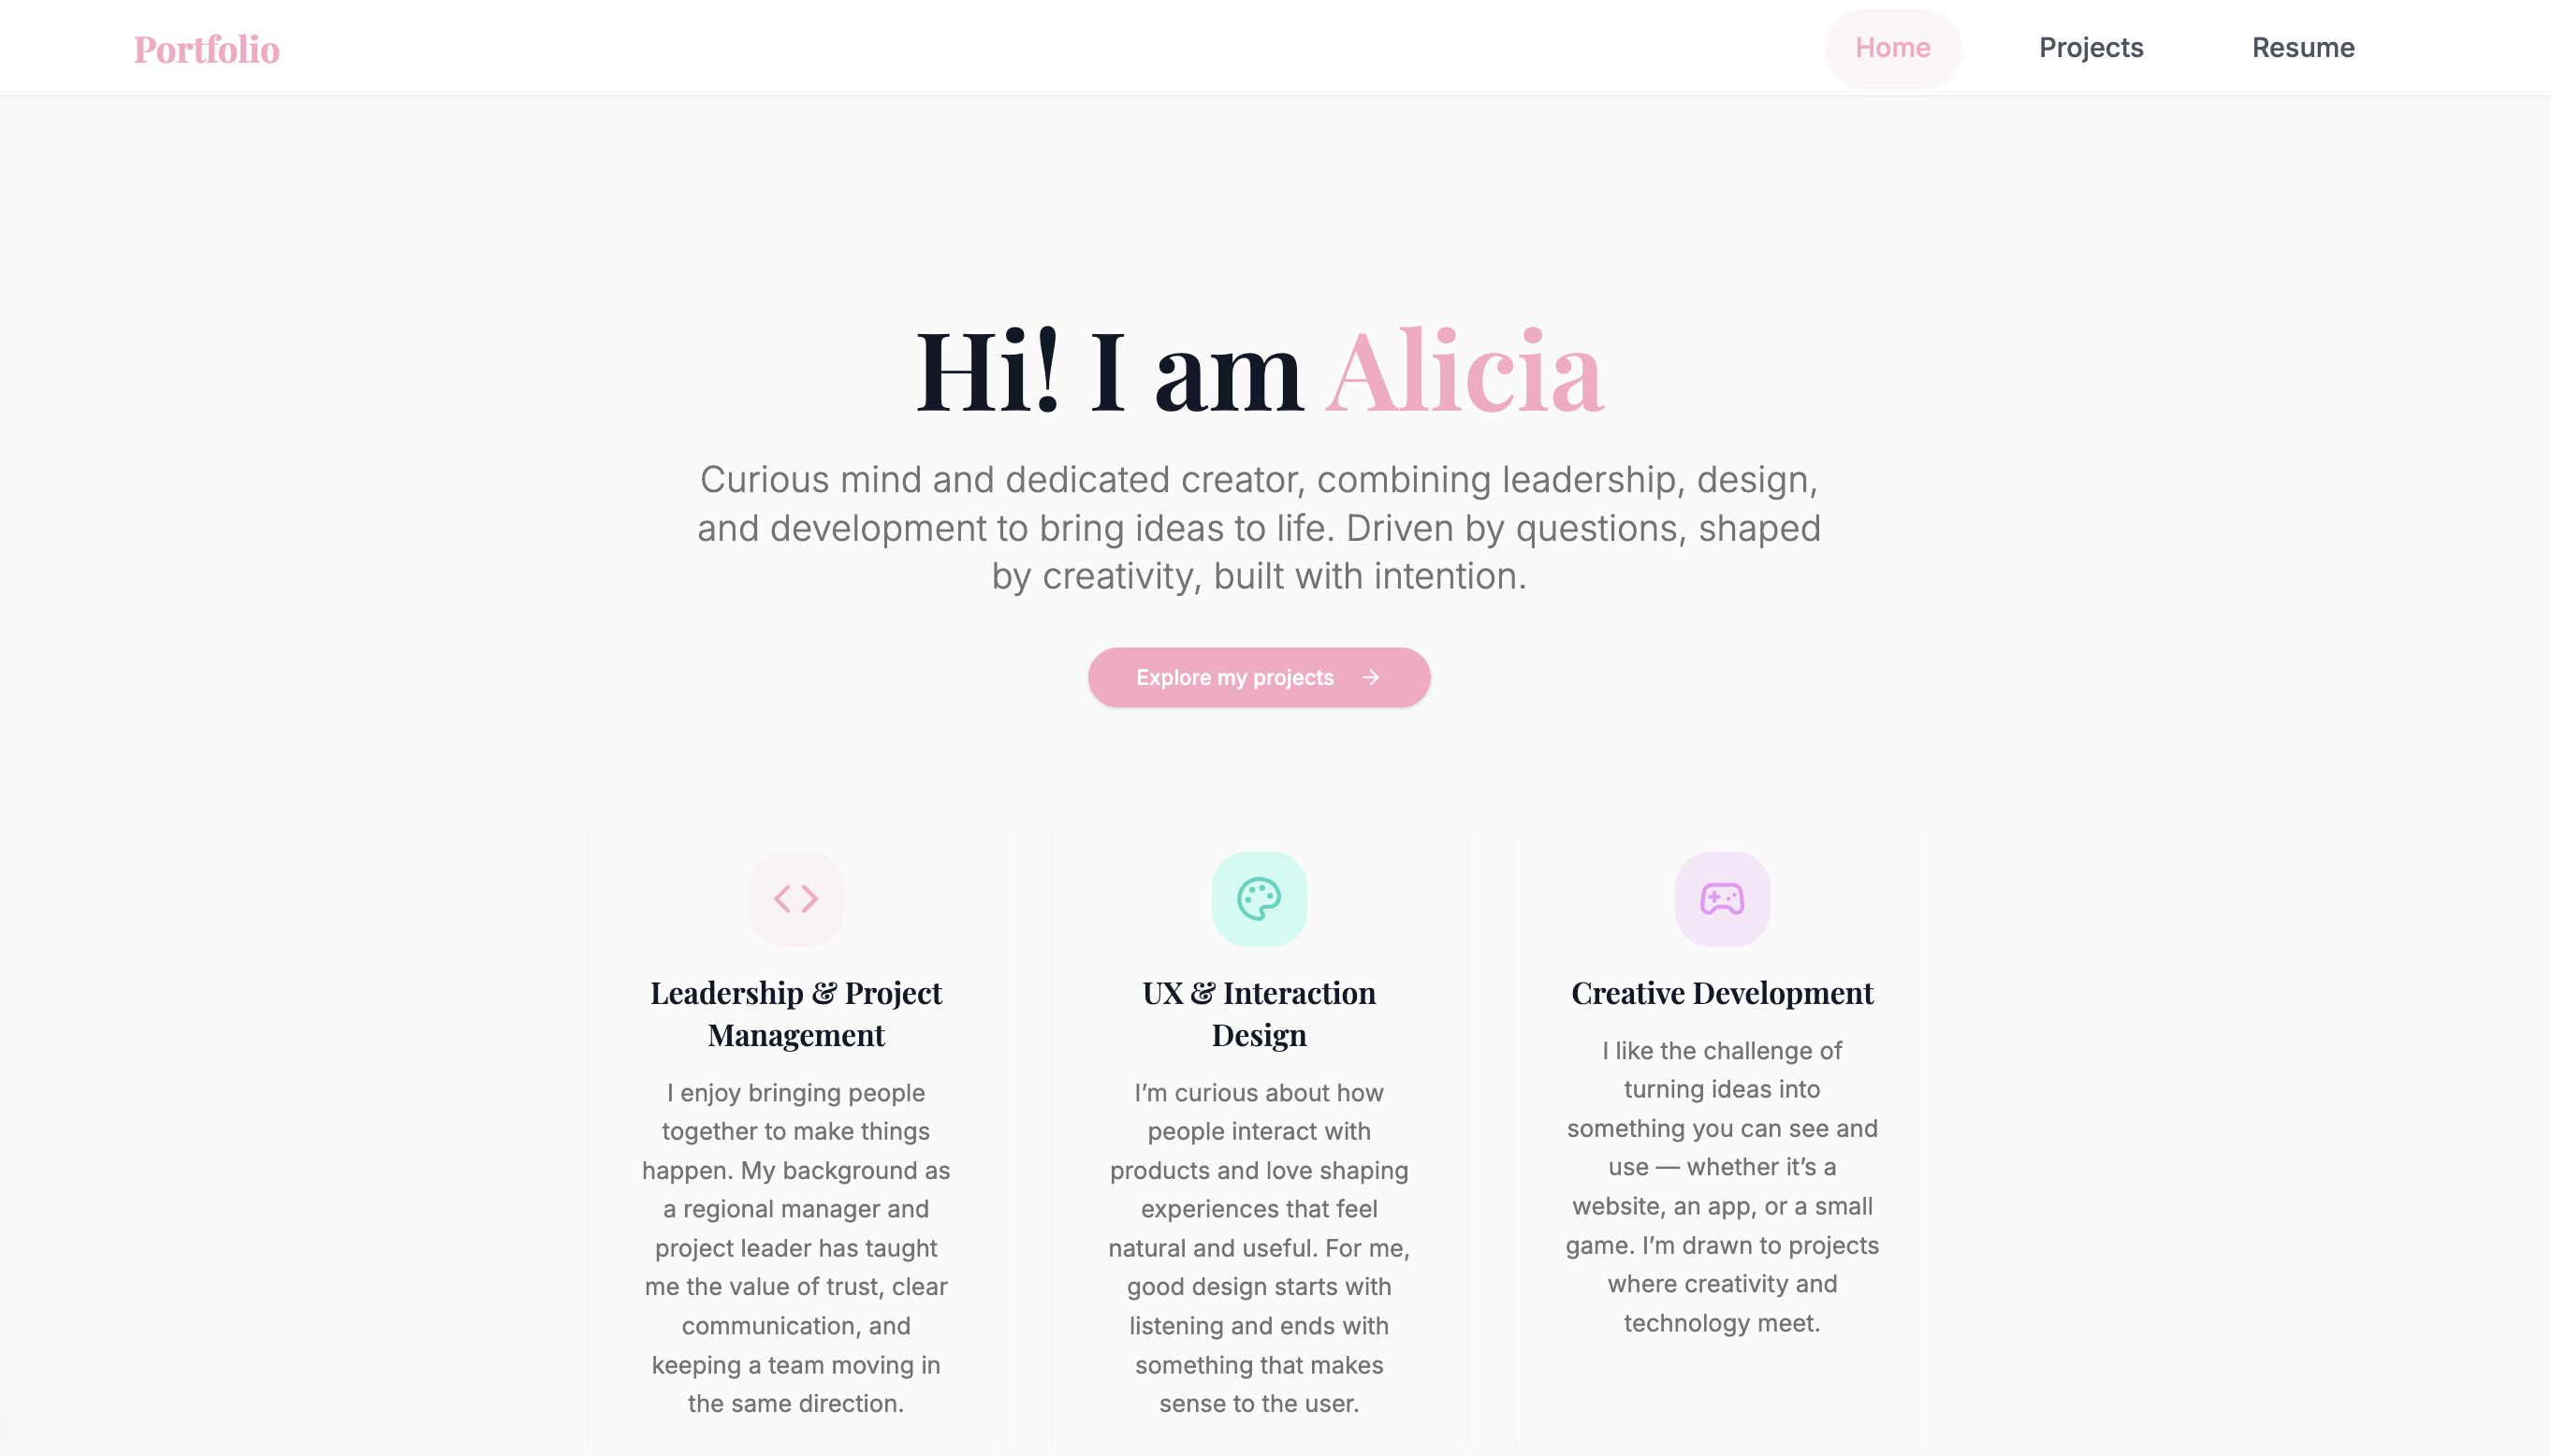 Portfolio
Home
Projects
Resume
Hi! I am Alicia
Curious mind and dedicated creator, combining leadership, design,
and development to bring ideas to life. Driven by questions, shaped
by creativity, built with intention.
Explore my projects →
Leadership & Project
Management
I enjoy bringing people
together to make things
happen. My background as
a regional manager and
project leader has taught
me the value of trust, clear
communication, and
keeping a team moving in
the same direction.
UX & Interaction
Design
I’m curious about how
people interact with
products and love shaping
experiences that feel
natural and useful. For me,
good design starts with
listening and ends with
something that makes
sense to the user.
Creative Development
I like the challenge of
turning ideas into
something you can see and
use — whether it’s a
website, an app, or a small
game. I’m drawn to projects
where creativity and
technology meet.